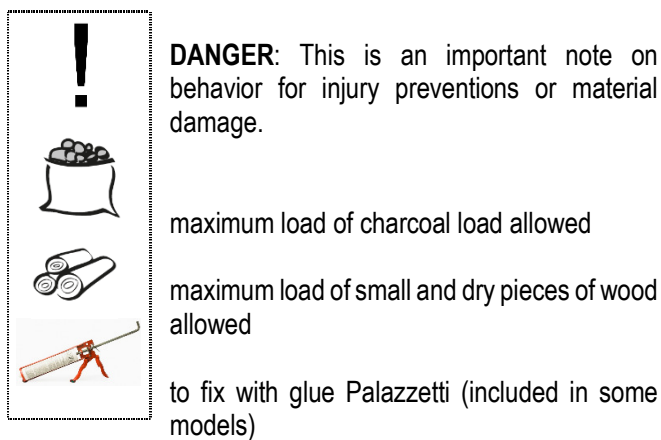 DANGER: This is an important note on
behavior for injury preventions or material
damage.
maximum load of charcoal load allowed
maximum load of small and dry pieces of wood
allowed
to fix with glue Palazzetti (included in some
models)